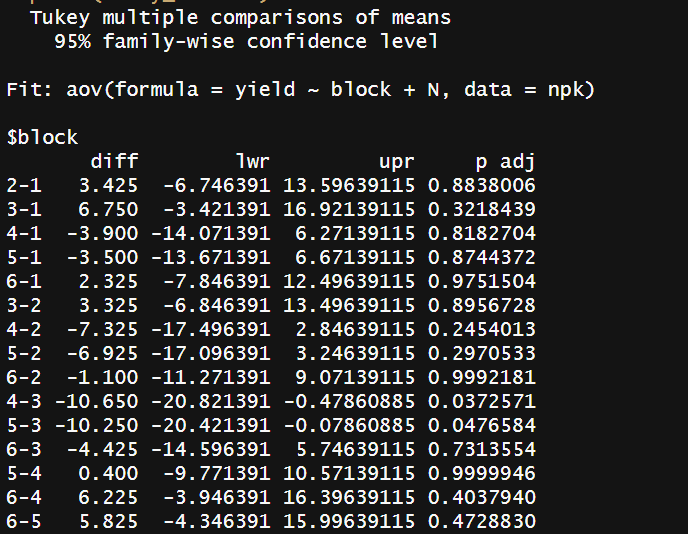 Tukey multiple comparisons of means
95% family-wise confidence level
Fit: aov(formula = yield ~ block + N, data = npk)
$block
diff lwr upr p adj
2-1 3.425 -6.746391 13.59639115 0.8838006
3-1 6.750 -3.421391 16.92139115 0.3218439
4-1 -3.900 -14.071391 6.27139115 0.8182704
5-1 -3.500 -13.671391 6.67139115 0.8744372
6-1 2.325 -7.846391 12.49639115 0.9751504
3-2 3.325 -6.846391 13.49639115 0.8956728
4-2 -7.325 -17.496391 2.84639115 0.2454013
5-2 -6.925 -17.096391 3.24639115 0.2970533
6-2 -1.100 -11.271391 9.07139115 0.9992181
4-3 -10.650 -20.821391 -0.47860885 0.0372571
5-3 -10.250 -20.421391 -0.07860885 0.0476584
6-3 -4.425 -14.596391 5.74639115 0.7313554
5-4 0.400 -9.771391 10.57139115 0.9999946
6-4 6.225 -3.946391 16.39639115 0.4037940
6-5 5.825 -4.346391 15.99639115 0.4728830